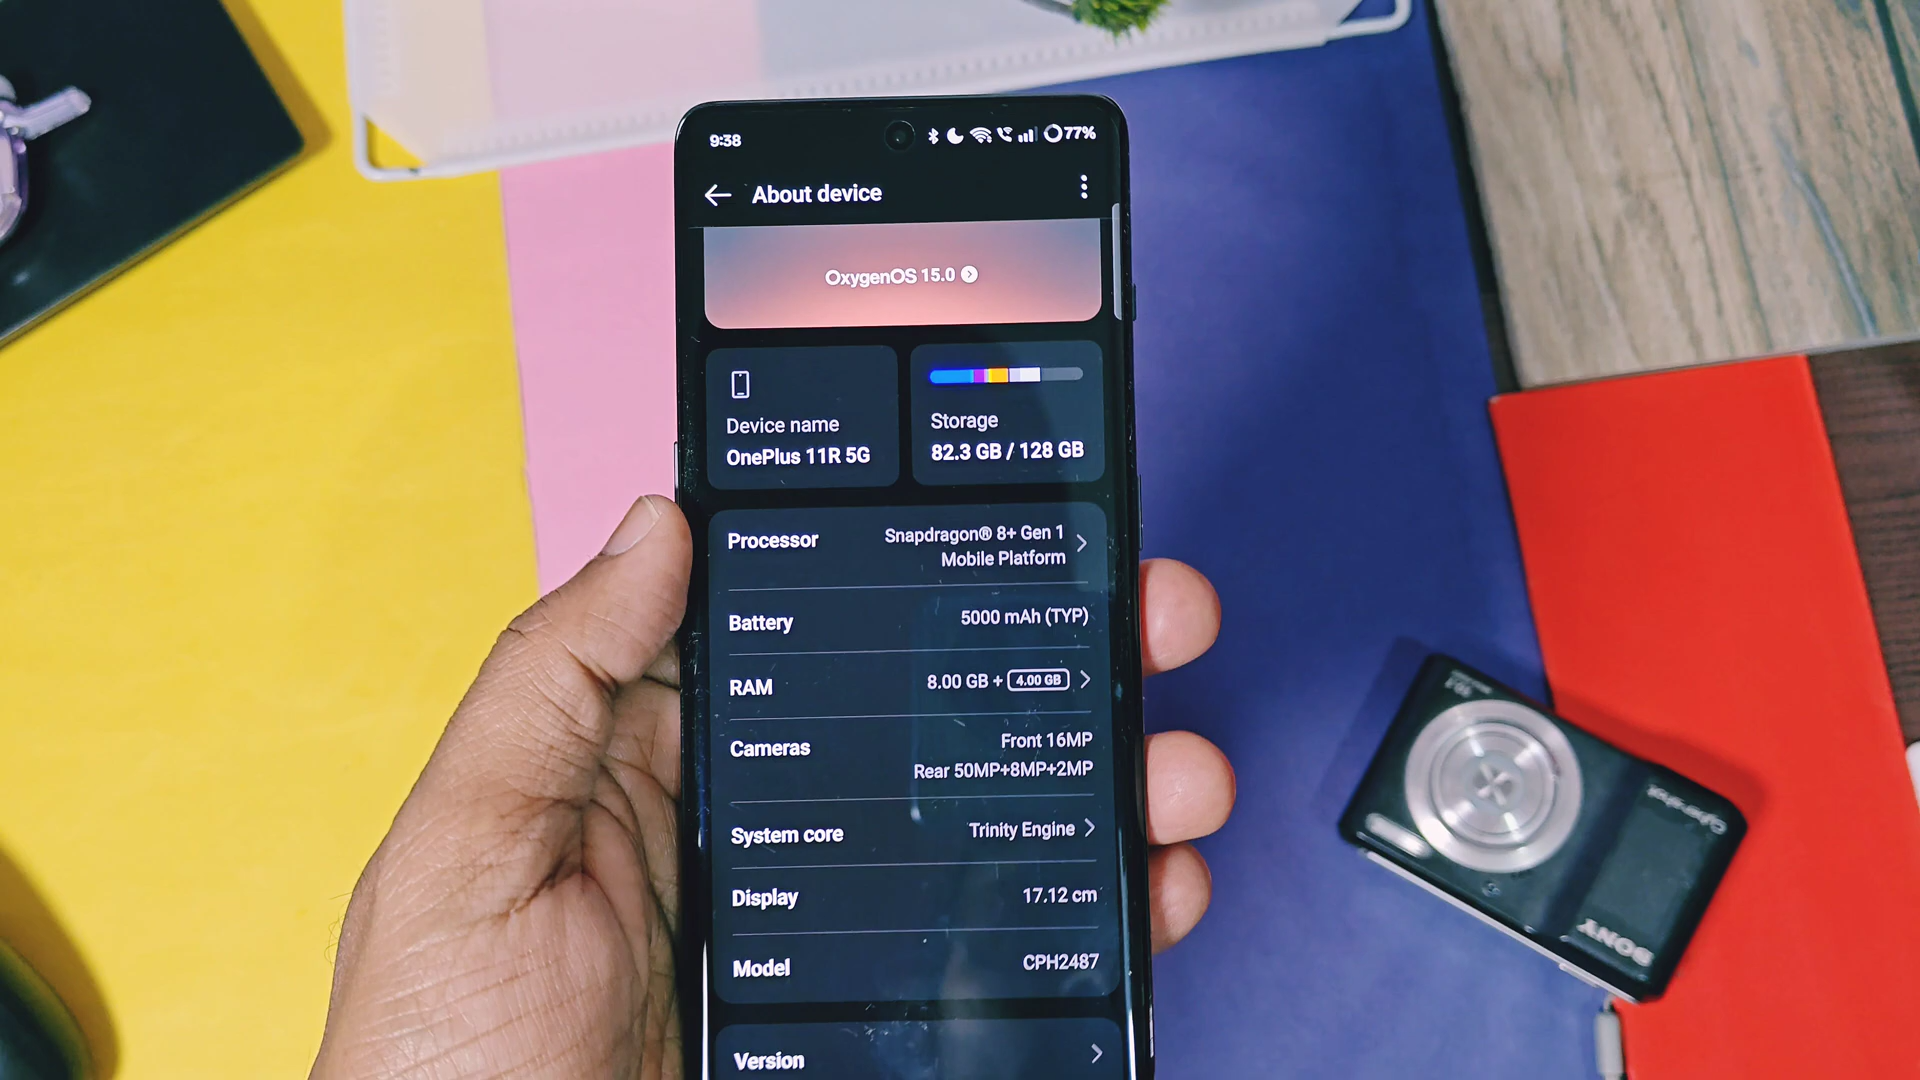 9:38
77%
About device
OxygenOS 15.0
Device name
OnePlus 11R 5G
Storage
82.3 GB / 128 GB
Processor
Snapdragon® 8+ Gen 1
Mobile Platform
Battery
5000 mAh (TYP)
RAM
8.00 GB + 4.00 GB
Cameras
Front 16MP
Rear 50MP+8MP+2MP
System core
Trinity Engine
Display
17.12 cm
Model
CPH2487
Version
Cyber-shot
SONY